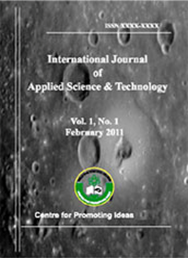 ISSN XXXX-XXXX
International Journal
of
Applied Science & Technology
Vol. 1, No. 1
February 2011
Centre for Promoting Ideas